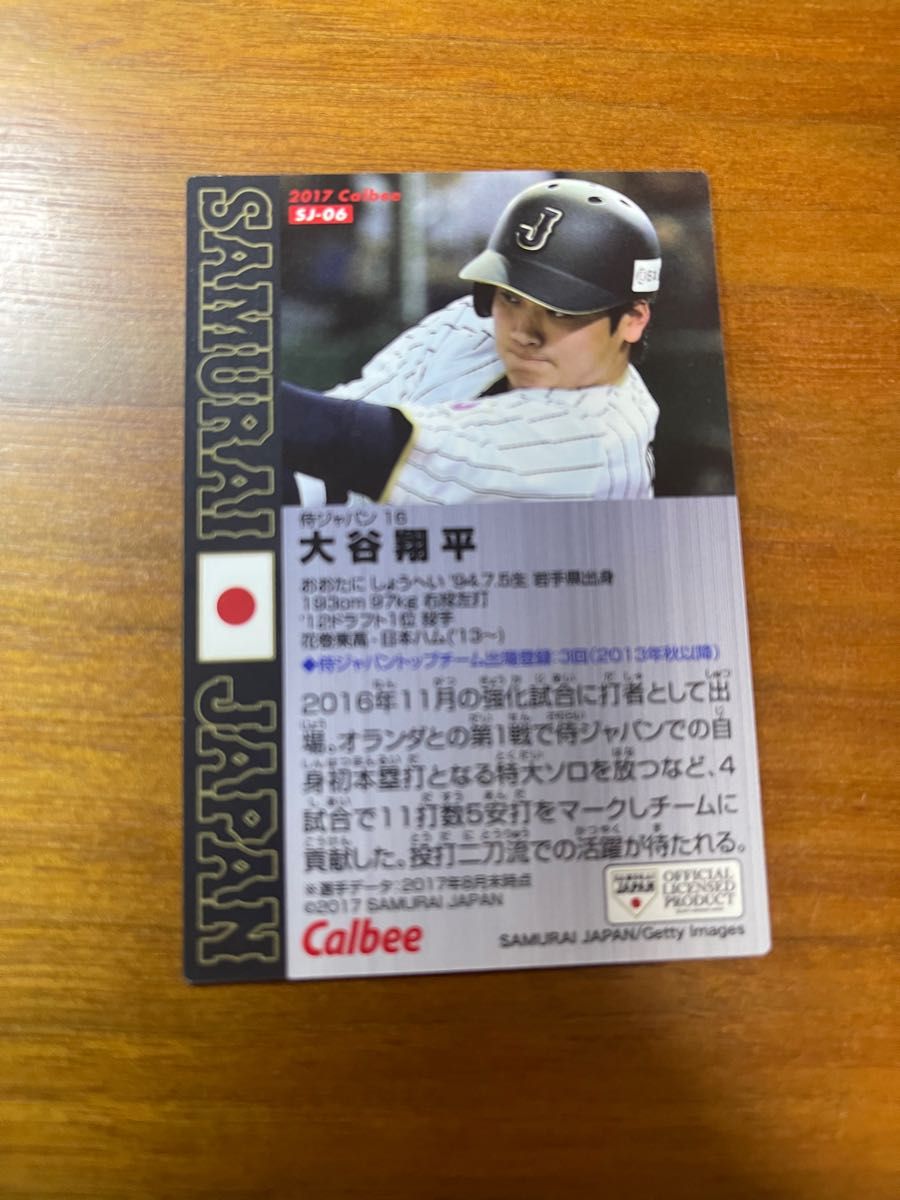 SAMURAI JAPAN
2017 Calbee
SJ-06
J
侍ジャパン 16
大谷翔平
おおたに しょうへい '94.7.5生 岩手県出身
193cm 97kg 右投左打
'12ドラフト1位 投手
花巻東高-日本ハム('13〜)
◆侍ジャパントップチーム出場登録:3回(2013年秋以降)
2016年11月の強化試合に打者として出
場。オランダとの第1戦で侍ジャパンでの自
身初本塁打となる特大ソロを放つなど、4
試合で11打数5安打をマークしチームに
貢献した。投打二刀流での活躍が待たれる。
※選手データ:2017年8月末時点
©2017 SAMURAI JAPAN
Calbee
JAPAN
OFFICIAL
LICENSED
PRODUCT
SAMURAI JAPAN/Getty Images